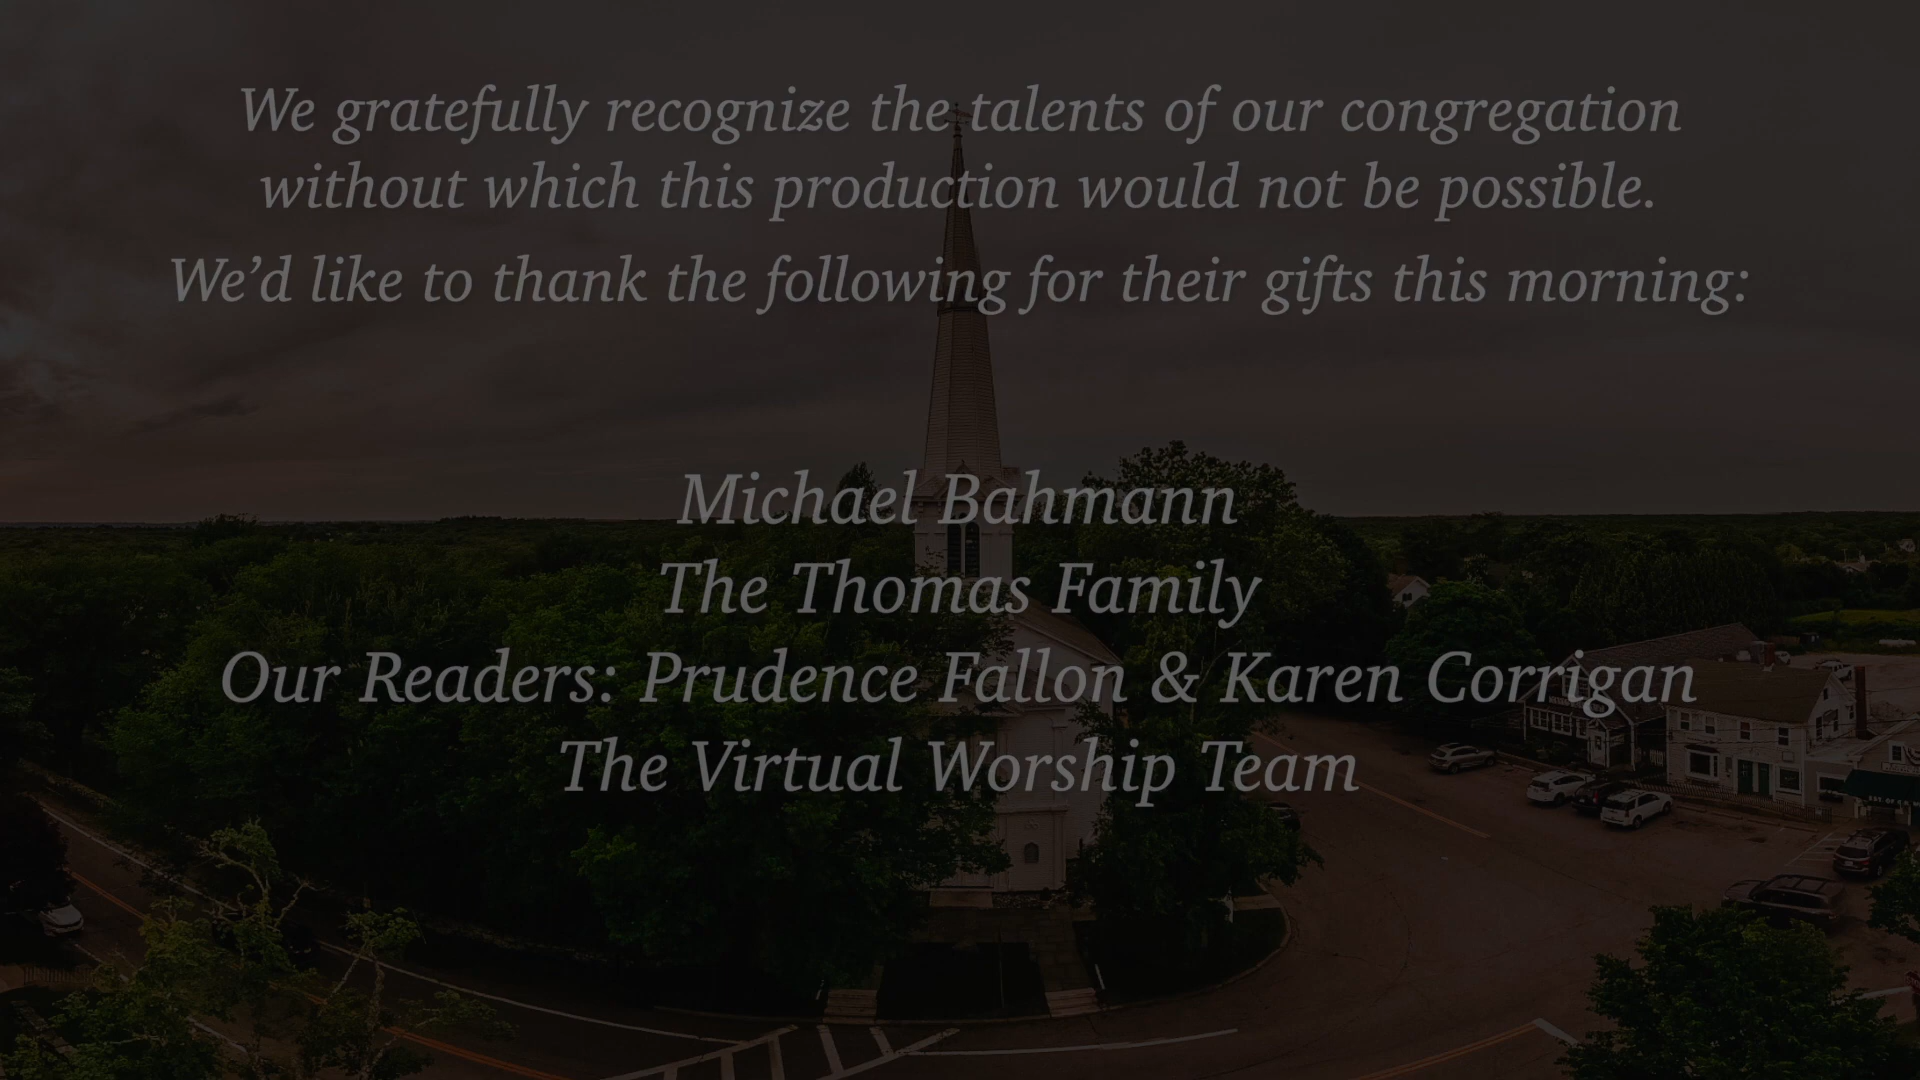 We gratefully recognize the talents of our congregation
without which this production would not be possible.
We’d like to thank the following for their gifts this morning:
Michael Bahmann
The Thomas Family
Our Readers: Prudence Fallon & Karen Corrigan
The Virtual Worship Team